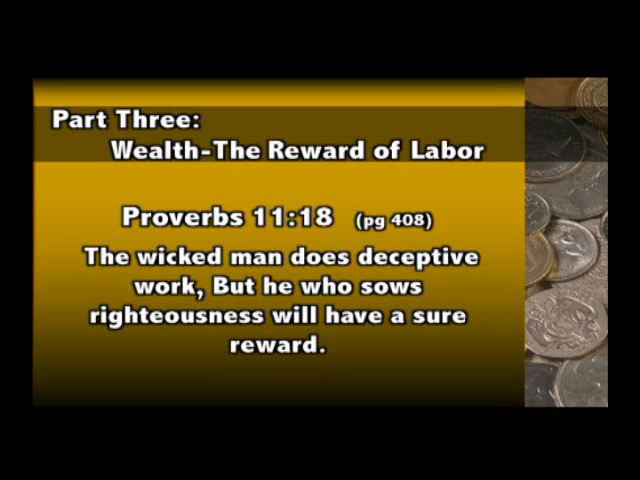 Part Three:
Wealth-The Reward of Labor
Proverbs 11:18 (pg 408)
The wicked man does deceptive
work, But he who sows
righteousness will have a sure
reward.